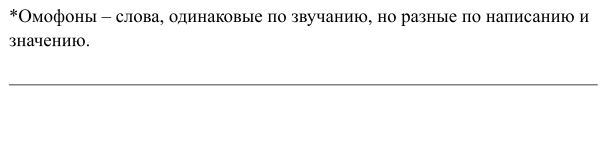 *Омофоны – слова, одинаковые по звучанию, но разные по написанию и
значению.